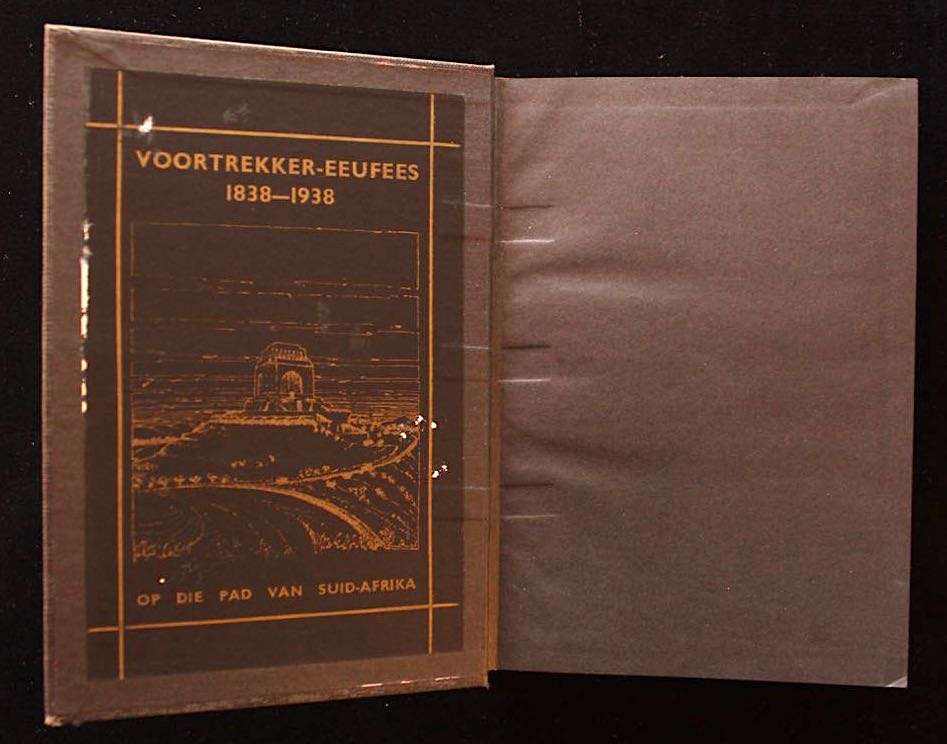 VOORTREKKER-EEUFEES
1838—1938
OP DIE PAD VAN SUID-AFRIKA